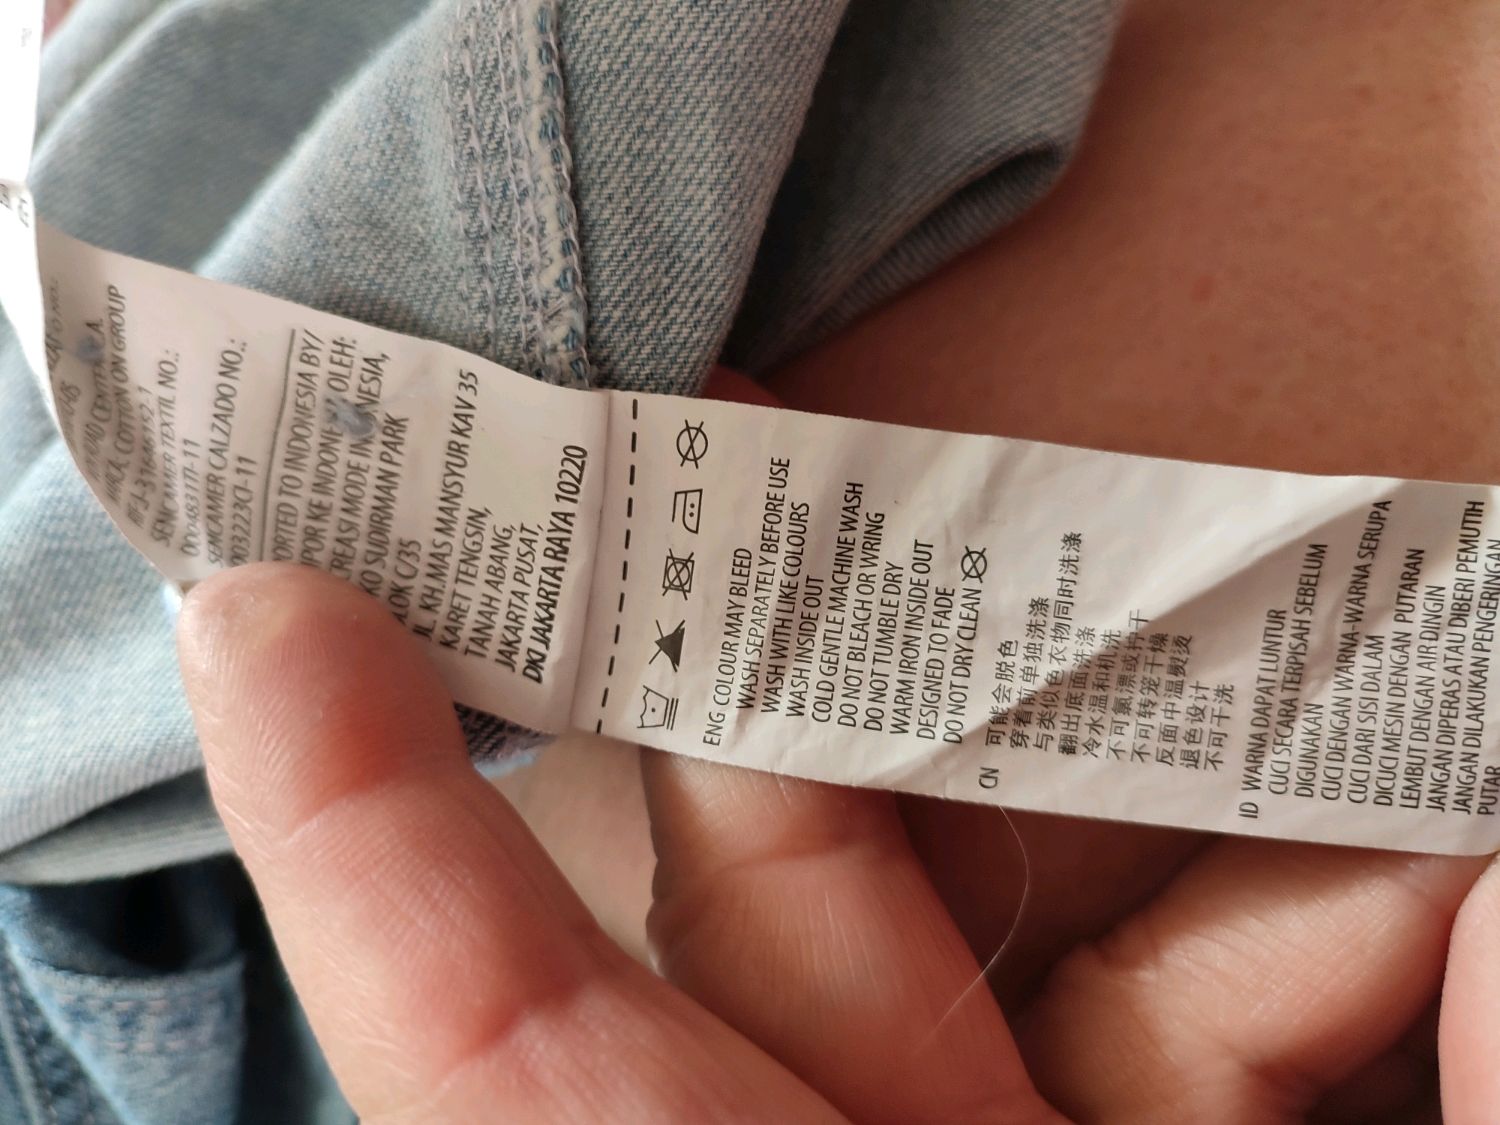 COTTON ON GROUP
SENCAMER TEXTIL NO.:
SENCAMER CALZADO NO.:
TO INDONESIA BY/
KE OLEH:
MODE
SUDIRMAN PARK
C/35
JL. KH.MAS MANSYUR KAV 35
KARET TENGSIN,
TANAH ABANG,
JAKARTA PUSAT,
DKI JAKARTA RAYA 10220
ENG COLOUR MAY BLEED
WASH SEPARATELY BEFORE USE
WASH WITH LIKE COLOURS
WASH INSIDE OUT
COLD GENTLE MACHINE WASH
DO NOT BLEACH OR WRING
DO NOT TUMBLE DRY
WARM IRON INSIDE OUT
DESIGNED TO FADE
DO NOT DRY CLEAN
CN 可能会脱色
穿着前单独洗涤
与类似色衣物同时洗涤
翻出底面洗涤
冷水温和机洗
不可氯漂或拧干
不可转笼干燥
反面中温熨烫
退色设计
不可干洗
ID WARNA DAPAT LUNTUR
CUCI SECARA TERPISAH SEBELUM
DIGUNAKAN
CUCI DENGAN WARNA-WARNA SERUPA
CUCI DARI SISI DALAM
DICUCI MESIN DENGAN PUTARAN
LEMBUT DENGAN AIR DINGIN
JANGAN DIPERAS ATAU DIBERI PEMUTIH
JANGAN DILAKUKAN PENGERINGAN
PUTAR